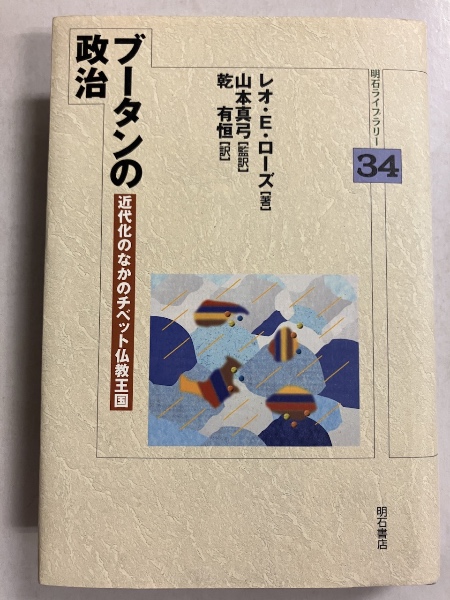 ブータンの
政治
近代化のなかのチベット仏教王国
レオ・E・ローズ[著]
山本真弓[監訳]
乾 有恒[訳]
明石ライブラリー
34
明石書店